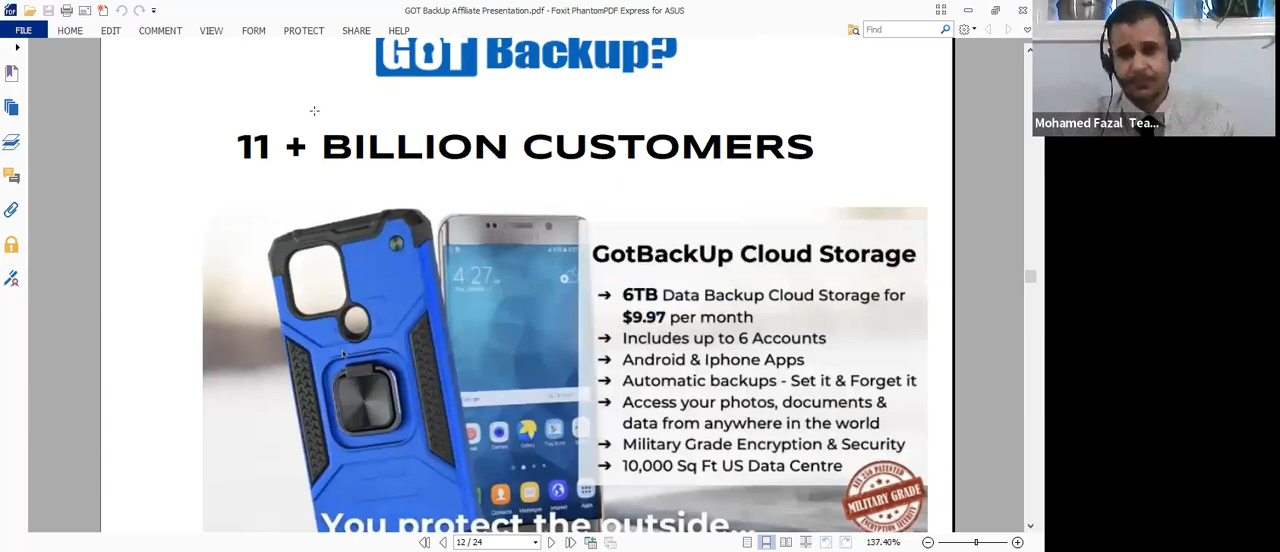 GOT BackUp Affiliate Presentation.pdf - Foxit PhantomPDF Express for ASUS
FILE HOME EDIT COMMENT VIEW FORM PROTECT SHARE HELP
Find
GOT Backup?
11 + BILLION CUSTOMERS
4:27
GotBackUp Cloud Storage
➔ 6TB Data Backup Cloud Storage for
$9.97 per month
➔ Includes up to 6 Accounts
➔ Android & Iphone Apps
➔ Automatic backups - Set it & Forget it
➔ Access your photos, documents &
data from anywhere in the world
➔ Military Grade Encryption & Security
➔ 10,000 Sq Ft US Data Centre
MILITARY GRADE
You protect the outside...
Mohamed Fazal Tea...
12 / 24
137.40%